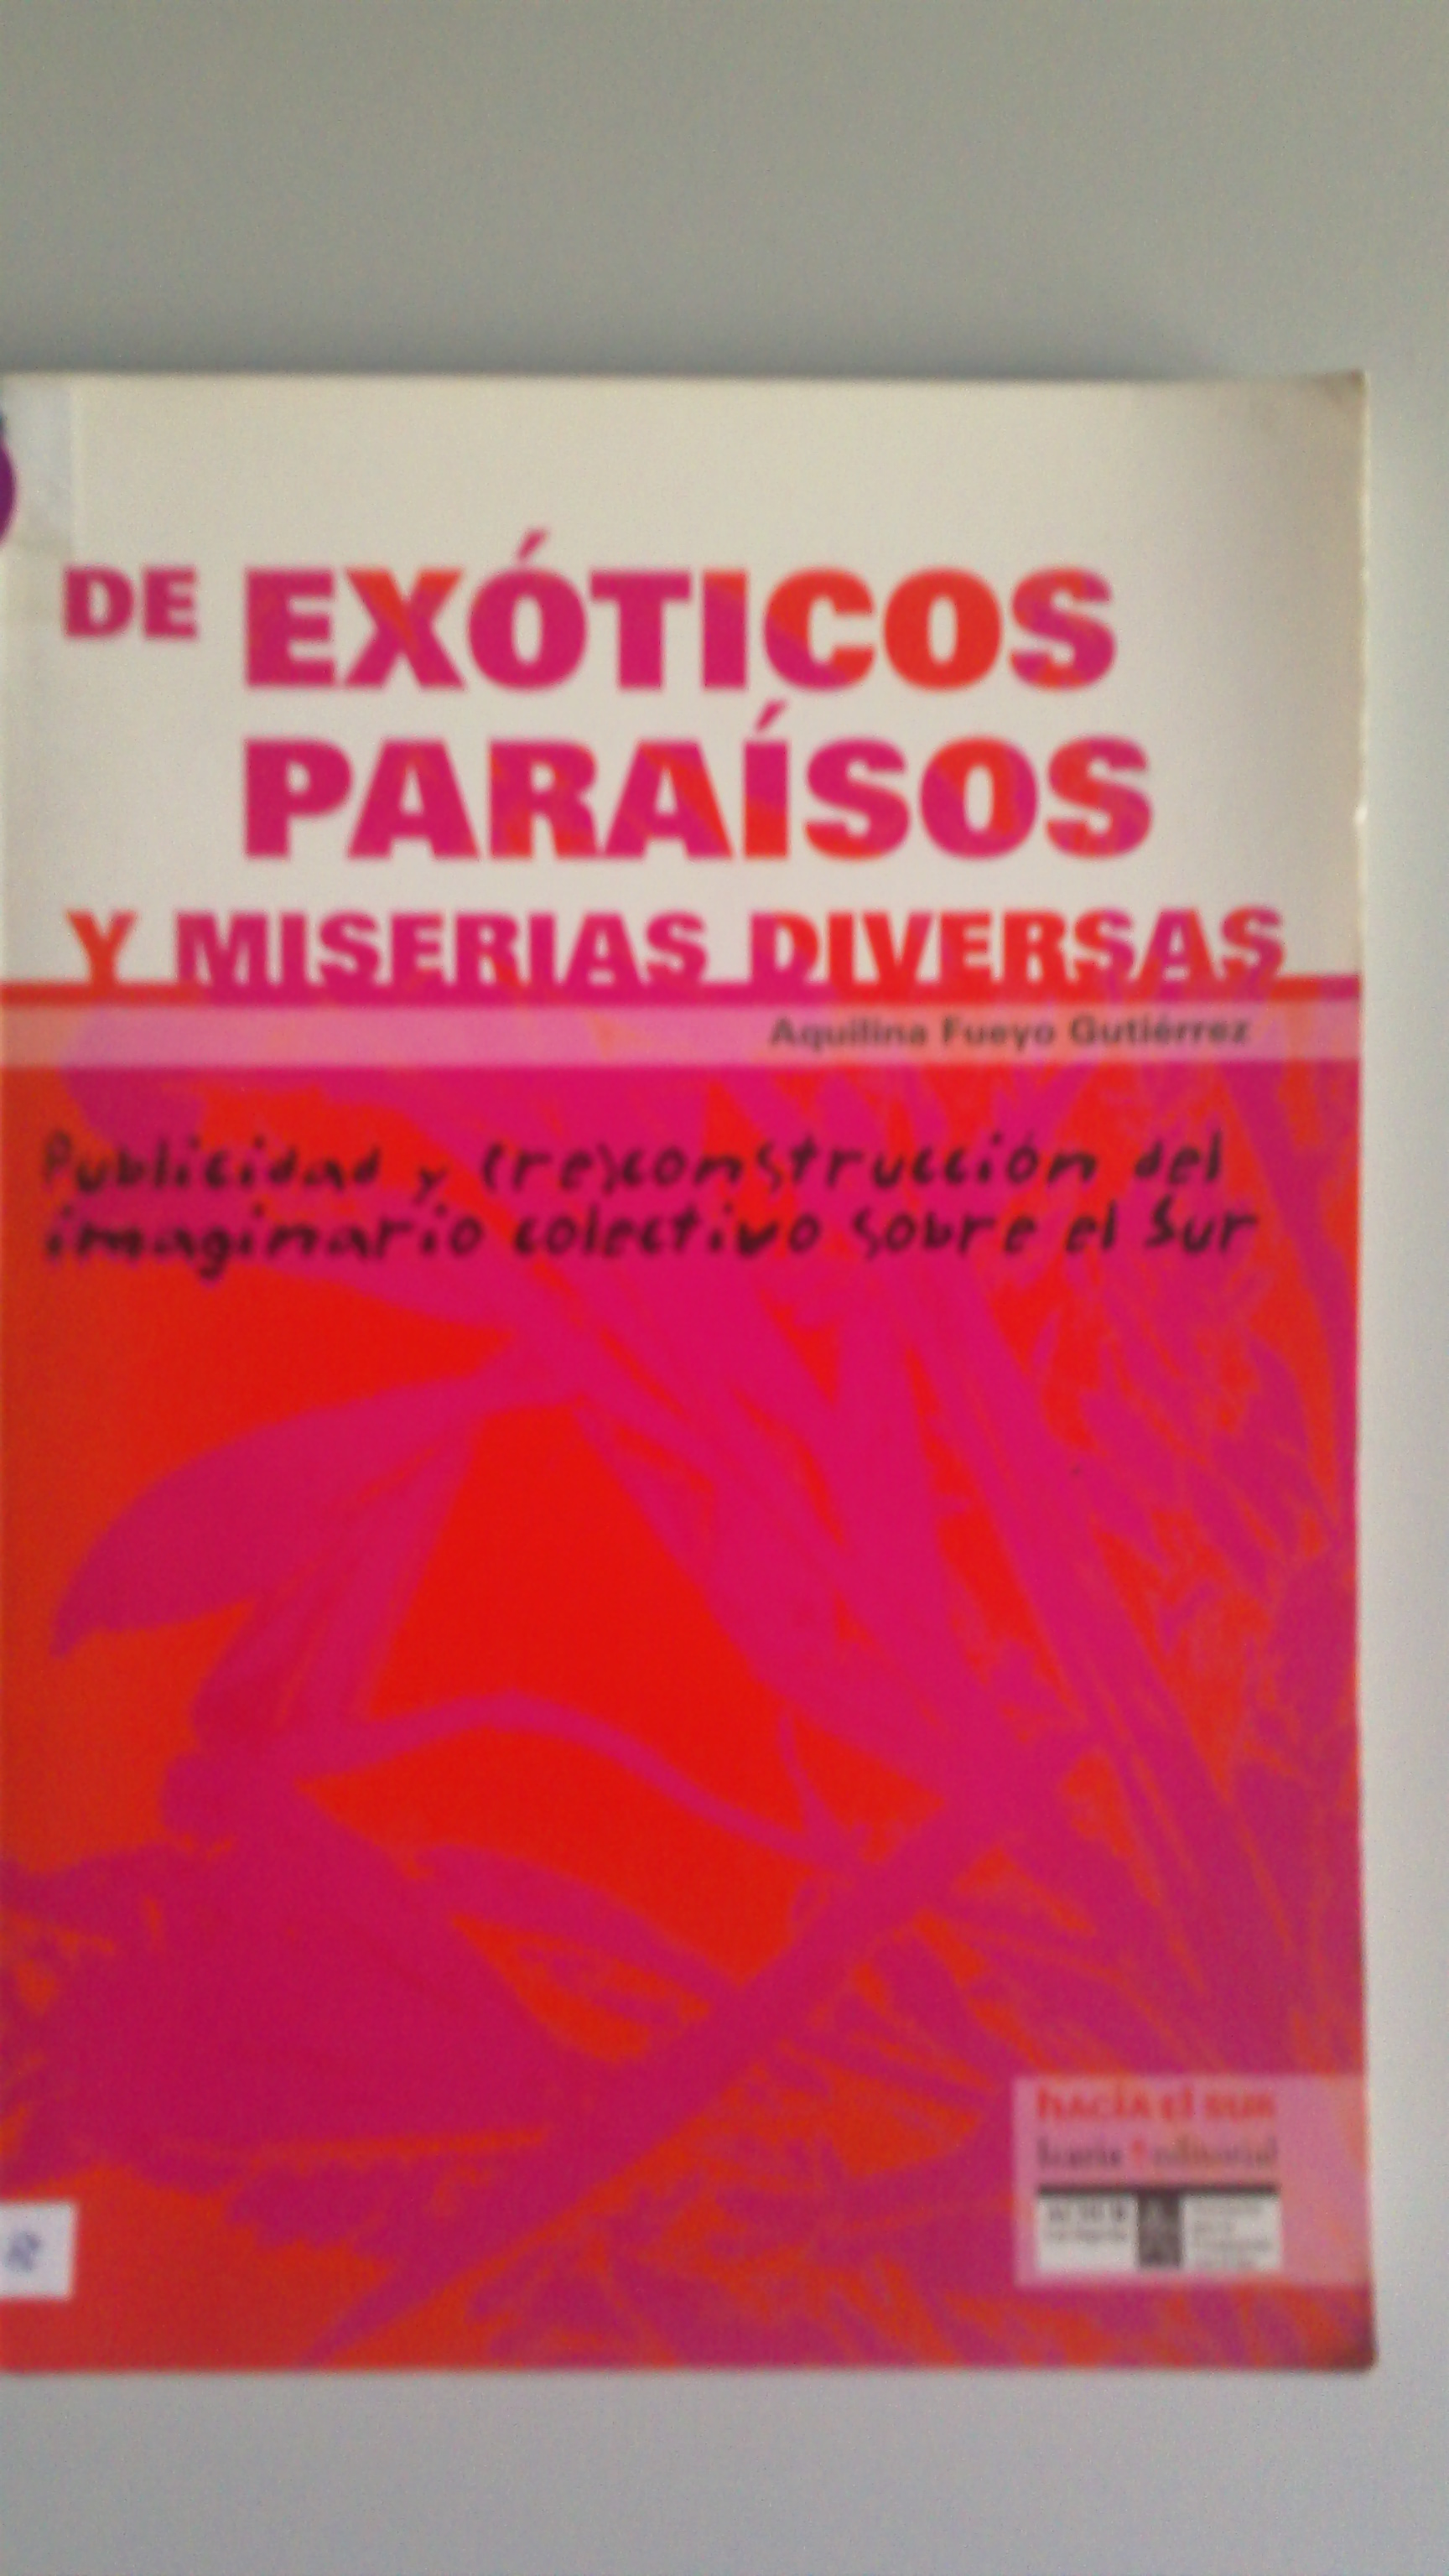 DE EXÓTICOS
PARAÍSOS
Y MISERIAS DIVERSAS
Aquilina Fueyo Gutiérrez
Publicidad y (re)construcción del
imaginario colectivo sobre el Sur
hacia el sur
Icaria editorial